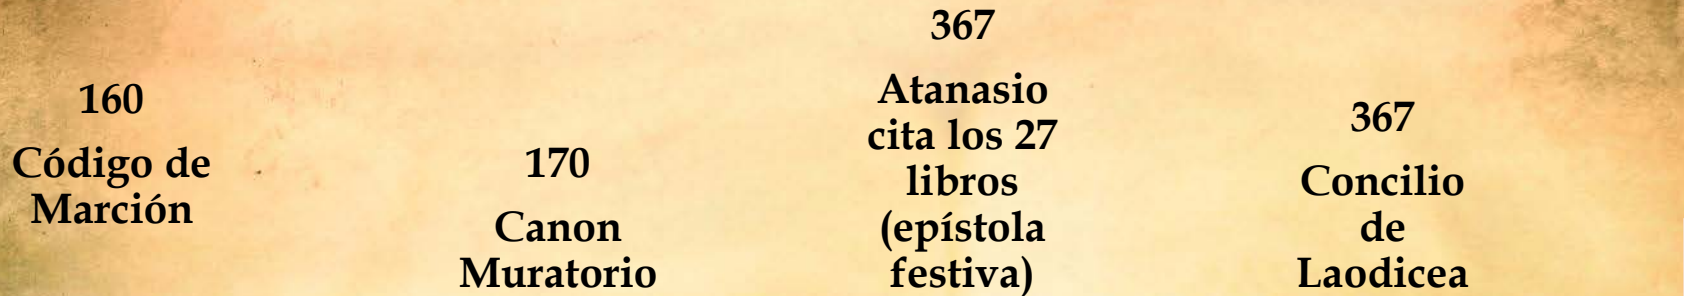 160
Código de
Marción
170
Canon
Muratorio
367
Atanasio
cita los 27
libros
(epístola
festiva)
367
Concilio
de
Laodicea